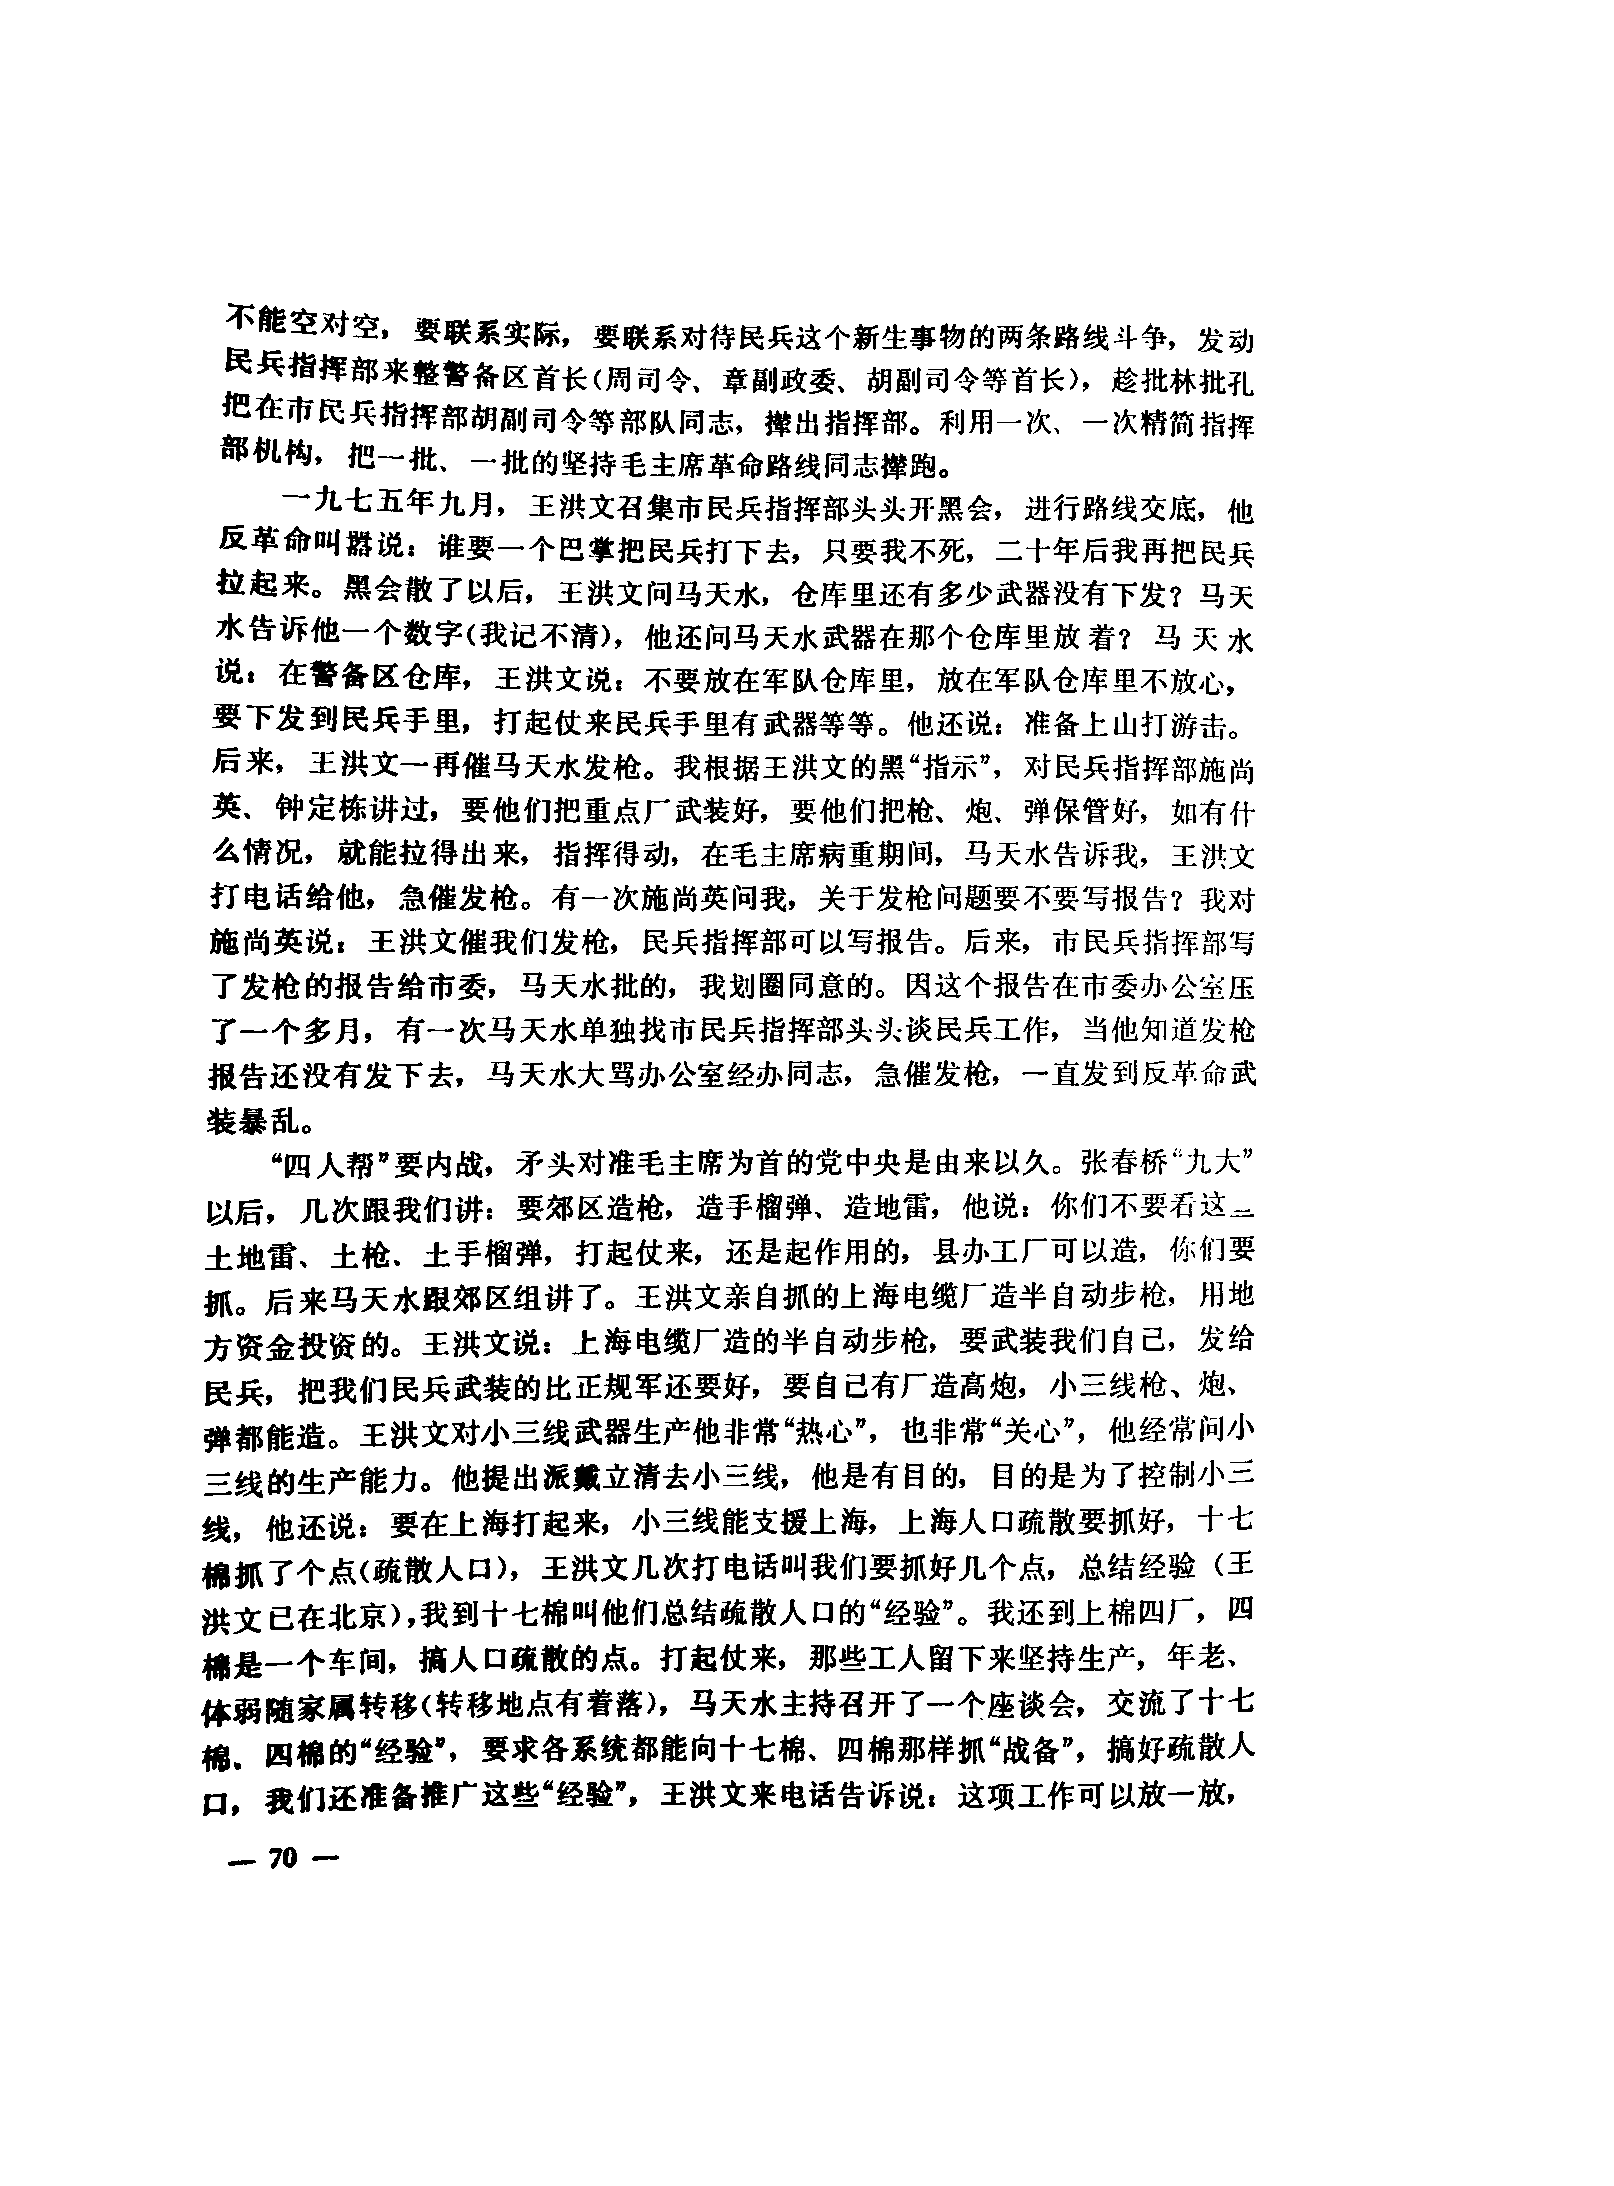 不能空对空，要联系实际，要联系对待民兵这个新生事物的两条路线斗争，发动
民兵指挥部来整警备区首长(周司令、章副政委、胡副司令等首长)，趁批林批孔
把在市民兵指挥部胡副司令等部队同志，撵出指挥部。利用一次、一次精简指挥
部机构，把一批、一批的坚持毛主席革命路线同志撵跑。
一九七五年九月，王洪文召集市民兵指挥部头头开黑会，进行路线交底，他
反革命叫嚣说：谁要一个巴掌把民兵打下去，只要我不死，二十年后我再把民兵
拉起来。黑会散了以后，王洪文问马天水，仓库里还有多少武器没有下发？马天
水告诉他一个数字(我记不清)，他还问马天水武器在那个仓库里放着？马天水
说：在警备区仓库，王洪文说：不要放在军队仓库里，放在军队仓库里不放心，
要下发到民兵手里，打起仗来民兵手里有武器等等。他还说：准备上山打游击。
后来，王洪文一再催马天水发枪。我根据王洪文的黑“指示”，对民兵指挥部施尚
英、钟定栋讲过，要他们把重点厂武装好，要他们把枪、炮、弹保管好，如有什
么情况，就能拉得出来，指挥得动，在毛主席病重期间，马天水告诉我，王洪文
打电话给他，急催发枪。有一次施尚英问我，关于发枪问题要不要写报告？我对
施尚英说：王洪文催我们发枪，民兵指挥部可以写报告。后来，市民兵指挥部写
了发枪的报告给市委，马天水批的，我划圈同意的。因这个报告在市委办公室压
了一个多月，有一次马天水单独找市民兵指挥部头头谈民兵工作，当他知道发枪
报告还没有发下去，马天水大骂办公室经办同志，急催发枪，一直发到反革命武
装暴乱。
“四人帮”要内战，矛头对准毛主席为首的党中央是由来以久。张春桥“九大”
以后，几次跟我们讲：要郊区造枪，造手榴弹、造地雷，他说：你们不要看这
土地雷、土枪、土手榴弹，打起仗来，还是起作用的，县办工厂可以造，你们要
抓。后来马天水跟郊区组讲了。王洪文亲自抓的上海电缆厂造半自动步枪，用地
方资金投资的。王洪文说：上海电缆厂造的半自动步枪，要武装我们自己，发给
民兵，把我们民兵武装的比正规军还要好，要自己有厂造高炮，小三线枪、炮、
弹都能造。王洪文对小三线武器生产他非常“热心”，也非常“关心”，他经常问小
三线的生产能力。他提出派戴立清去小三线，他是有目的，目的是为了控制小三
线，他还说：要在上海打起来，小三线能支援上海，上海人口疏散要抓好，十七
棉抓了个点(疏散人口)，王洪文几次打电话叫我们要抓好几个点，总结经验（王
洪文已在北京），我到十七棉叫他们总结疏散人口的“经验”。我还到上棉四厂，四
棉是一个车间，搞人口疏散的点。打起仗来，那些工人留下来坚持生产，年老、
体弱随家属转移(转移地点有着落)，马天水主持召开了一个座谈会，交流了十七
棉、四棉的“经验”，要求各系统都能向十七棉、四棉那样抓“战备”，搞好疏散人
口，我们还准备推广这些“经验”，王洪文来电话告诉说：这项工作可以放一放，
— 70 —